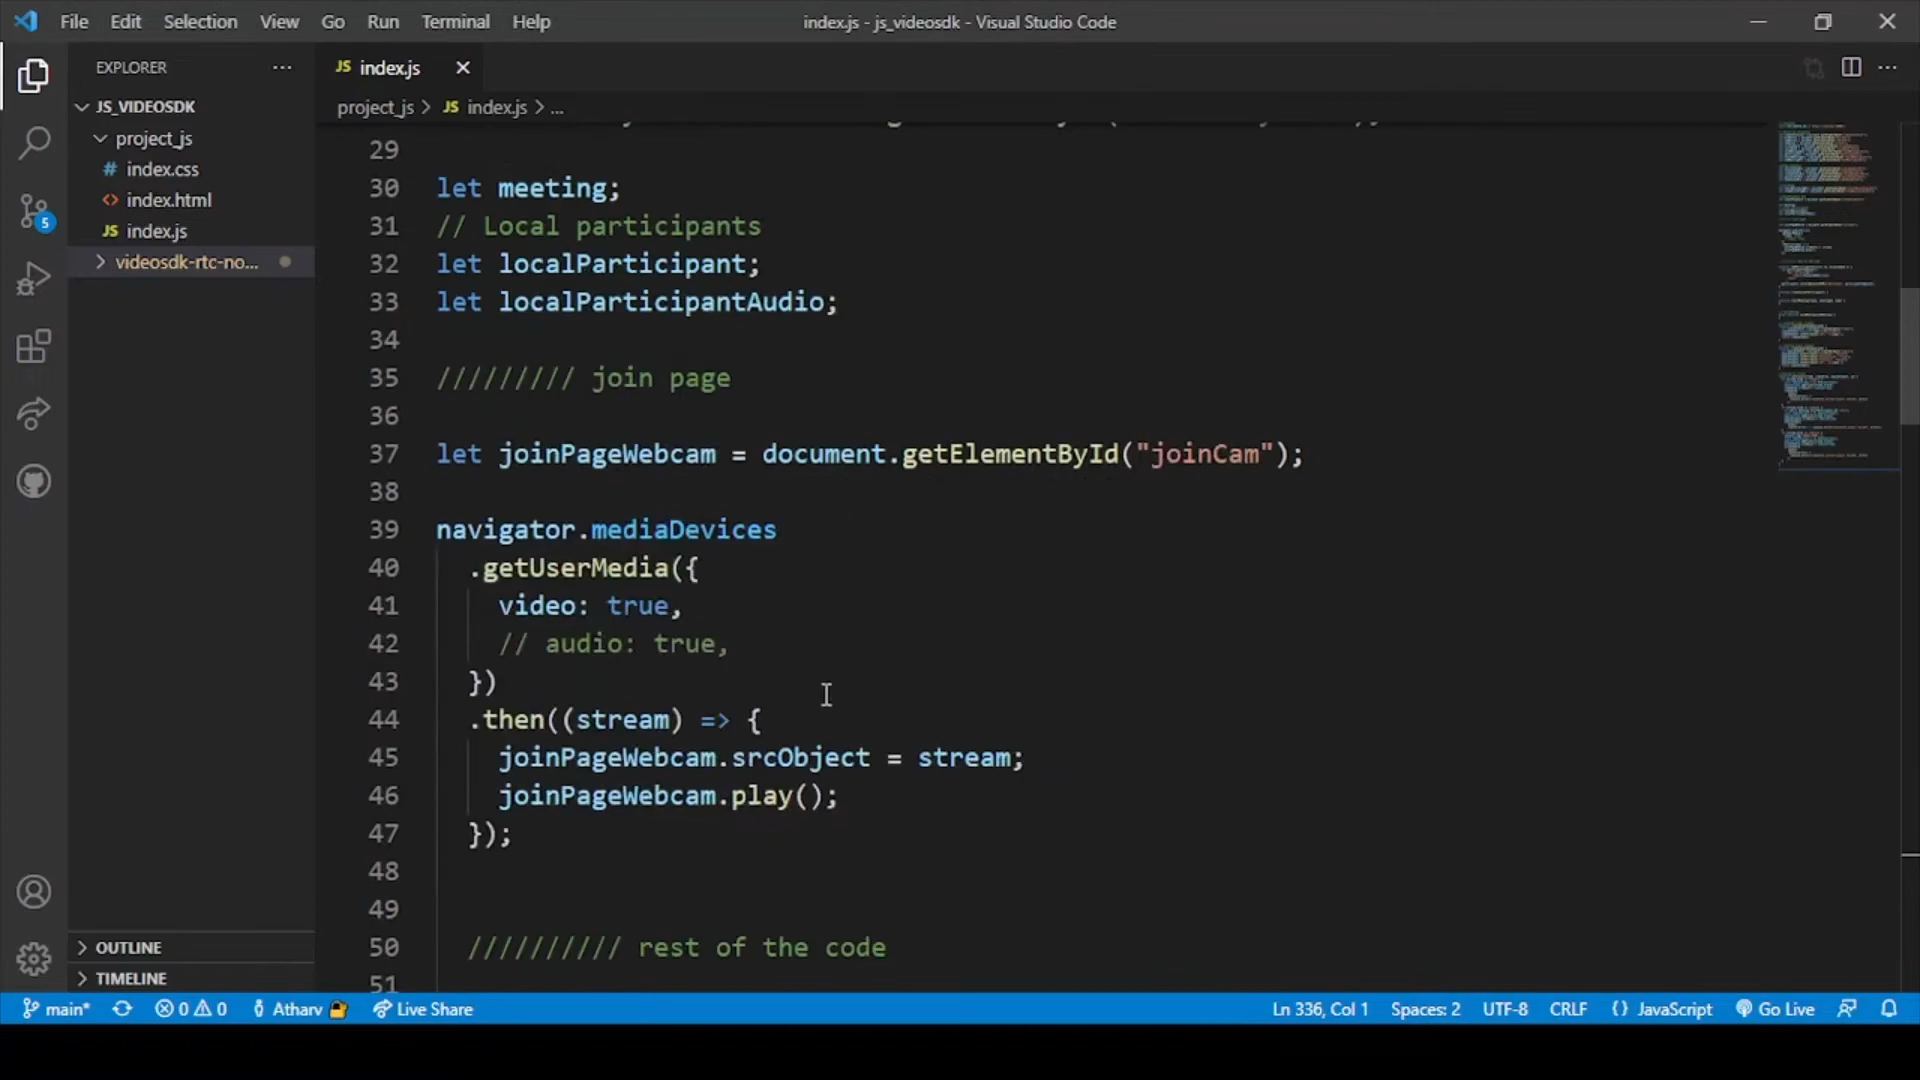 File Edit Selection View Go Run Terminal Help
index.js - js_videosdk - Visual Studio Code
EXPLORER
JS index.js
JS_VIDEOSDK
project_js
# index.css
<> index.html
JS index.js
videosdk-rtc-no...
5
project_js > JS index.js > ...
29
30 let meeting;
31 // Local participants
32 let localParticipant;
33 let localParticipantAudio;
34
35 ///////// join page
36
37 let joinPageWebcam = document.getElementById("joinCam");
38
39 navigator.mediaDevices
40 .getUserMedia({
41 video: true,
42 // audio: true,
43 })
44 .then((stream) => {
45 joinPageWebcam.srcObject = stream;
46 joinPageWebcam.play();
47 });
48
49
50 ////////// rest of the code
51
OUTLINE
TIMELINE
main* 0 0 Atharv Live Share
Ln 336, Col 1 Spaces: 2 UTF-8 CRLF {} JavaScript Go Live